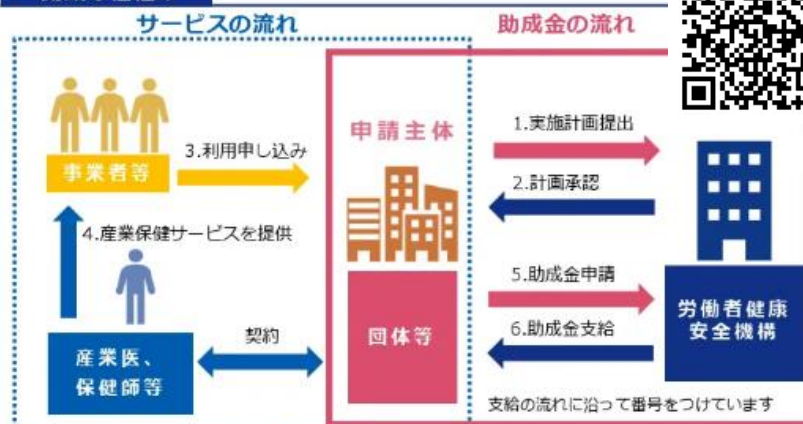 サービスの流れ
助成金の流れ
申請主体
1.実施計画提出
3.利用申し込み
事業者等
2.計画承認
4.産業保健サービスを提供
5.助成金申請
労働者健康
安全機構
契約
団体等
6.助成金支給
産業医、
保健師等
支給の流れに沿って番号をつけています